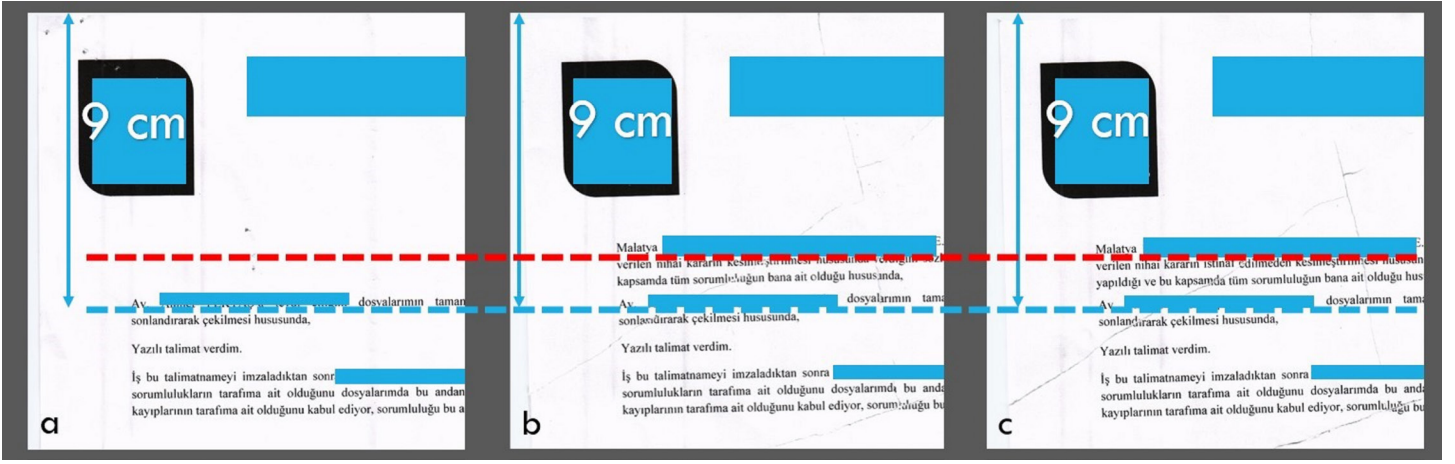 9 cm
Av
dosyalarımın taman
sonlandırarak çekilmesi hususunda,
Yazılı talimat verdim.
İş bu talimatnameyi imzaladıktan sonr
sorumlulukların tarafıma ait olduğunu dosyalarımda bu andan
kayıplarının tarafıma ait olduğunu kabul ediyor, sorumluluğu bu a
a
9 cm
Malatya
E.
verilen nihai kararın kesinleştirilmesi hususunda verdiğim söz
kapsamda tüm sorumluluğun bana ait olduğu hususunda,
Av
dosyalarımın tama
sonlandırarak çekilmesi hususunda,
Yazılı talimat verdim.
İş bu talimatnameyi imzaladıktan sonra
sorumlulukların tarafıma ait olduğunu dosyalarımda bu anda
kayıplarının tarafıma ait olduğunu kabul ediyor, sorumluluğu bu
b
9 cm
Malatya
E.
verilen nihai kararın istinaf edilmeden kesinleştirilmesi hususun
yapıldığı ve bu kapsamda tüm sorumluluğun bana ait olduğu hus
Av
dosyalarımın tama
sonlandırarak çekilmesi hususunda,
Yazılı talimat verdim.
İş bu talimatnameyi imzaladıktan sonra
sorumlulukların tarafıma ait olduğunu dosyalarımda bu anda
kayıplarının tarafıma ait olduğunu kabul ediyor, sorumluluğu bu
c